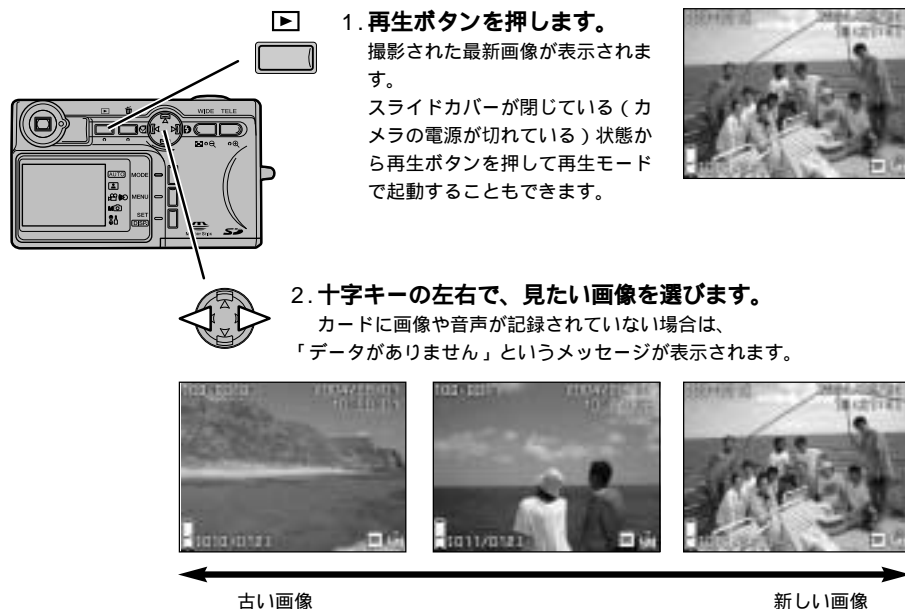 1.再生ボタンを押します。
撮影された最新画像が表示されま
す。
スライドカバーが閉じている(カ
メラの電源が切れている)状態か
ら再生ボタンを押して再生モード
で起動することもできます。
WIDE TELE
AUTO MODE
MENU
SET
DISP
2.十字キーの左右で、見たい画像を選びます。
カードに画像や音声が記録されていない場合は、
「データがありません」というメッセージが表示されます。
古い画像
新しい画像